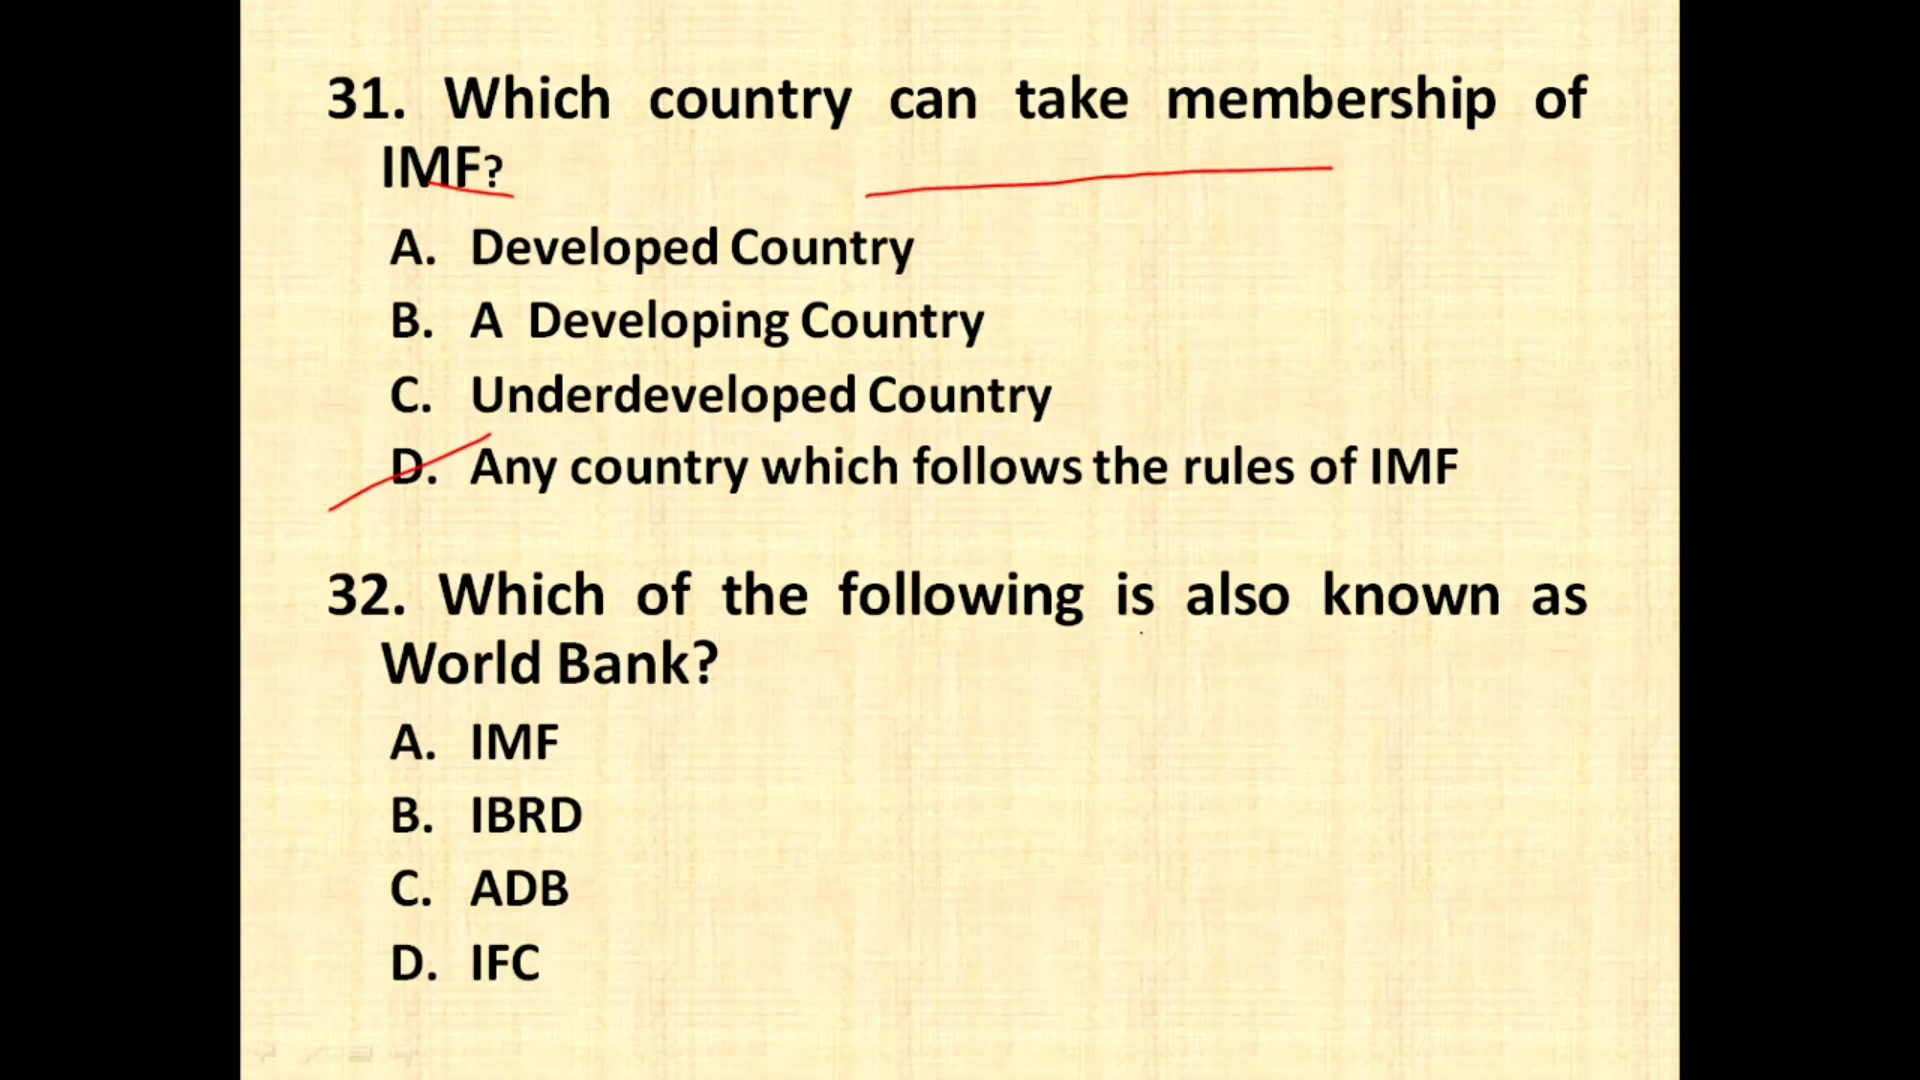 31. Which country can take membership of
IMF?
A. Developed Country
B. A Developing Country
C. Underdeveloped Country
D. Any country which follows the rules of IMF
32. Which of the following is also known as
World Bank?
A. IMF
B. IBRD
C. ADB
D. IFC